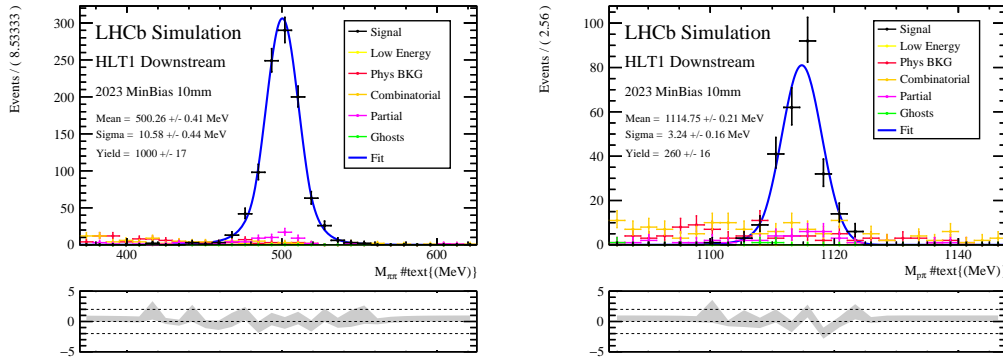 Events / ( 8.53333 )
300
250
200
150
100
50
0
LHCb Simulation
HLT1 Downstream
2023 MinBias 10mm
Mean = 500.26 +/- 0.41 MeV
Sigma = 10.58 +/- 0.44 MeV
Yield = 1000 +/- 17
Signal
Low Energy
Phys BKG
Combinatorial
Partial
Ghosts
Fit
400
500
600
M_ππ #text{(MeV)}
5
0
−5
Events / ( 2.56 )
100
80
60
40
20
0
LHCb Simulation
HLT1 Downstream
2023 MinBias 10mm
Mean = 1114.75 +/- 0.21 MeV
Sigma = 3.24 +/- 0.16 MeV
Yield = 260 +/- 16
Signal
Low Energy
Phys BKG
Combinatorial
Partial
Ghosts
Fit
1100
1120
1140
M_pπ #text{(MeV)}
5
0
−5